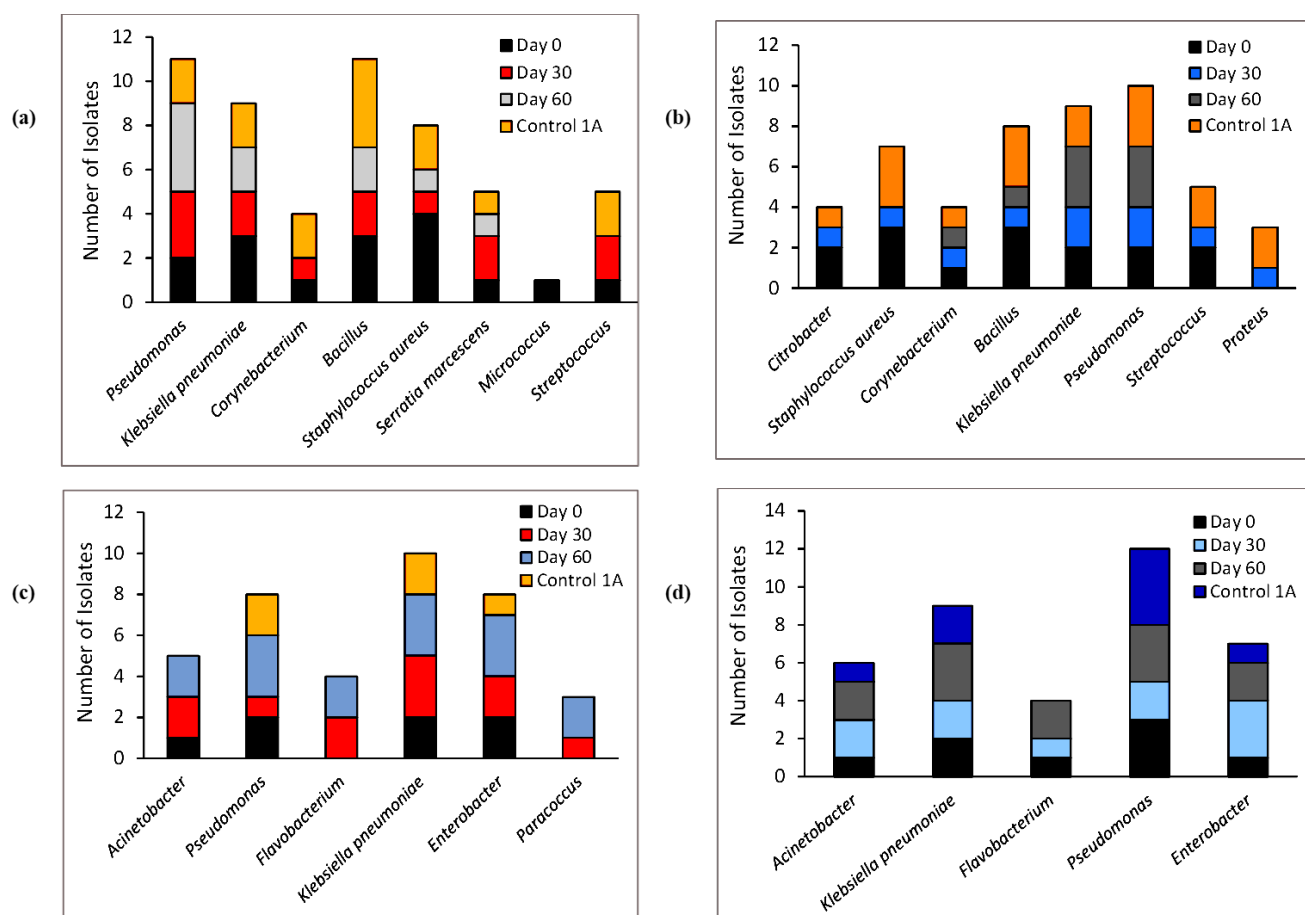 (a)
Number of Isolates
12
10
8
6
4
2
0
Day 0
Day 30
Day 60
Control 1A
Pseudomonas
Klebsiella pneumoniae
Corynebacterium
Bacillus
Staphylococcus aureus
Serratia marcescens
Micrococcus
Streptococcus
(b)
Number of Isolates
12
10
8
6
4
2
0
Day 0
Day 30
Day 60
Control 1A
Citrobacter
Staphylococcus aureus
Corynebacterium
Bacillus
Klebsiella pneumoniae
Pseudomonas
Streptococcus
Proteus
(c)
Number of Isolates
12
10
8
6
4
2
0
Day 0
Day 30
Day 60
Control 1A
Acinetobacter
Pseudomonas
Flavobacterium
Klebsiella pneumoniae
Enterobacter
Paracoccus
(d)
Number of Isolates
14
12
10
8
6
4
2
0
Day 0
Day 30
Day 60
Control 1A
Acinetobacter
Klebsiella pneumoniae
Flavobacterium
Pseudomonas
Enterobacter